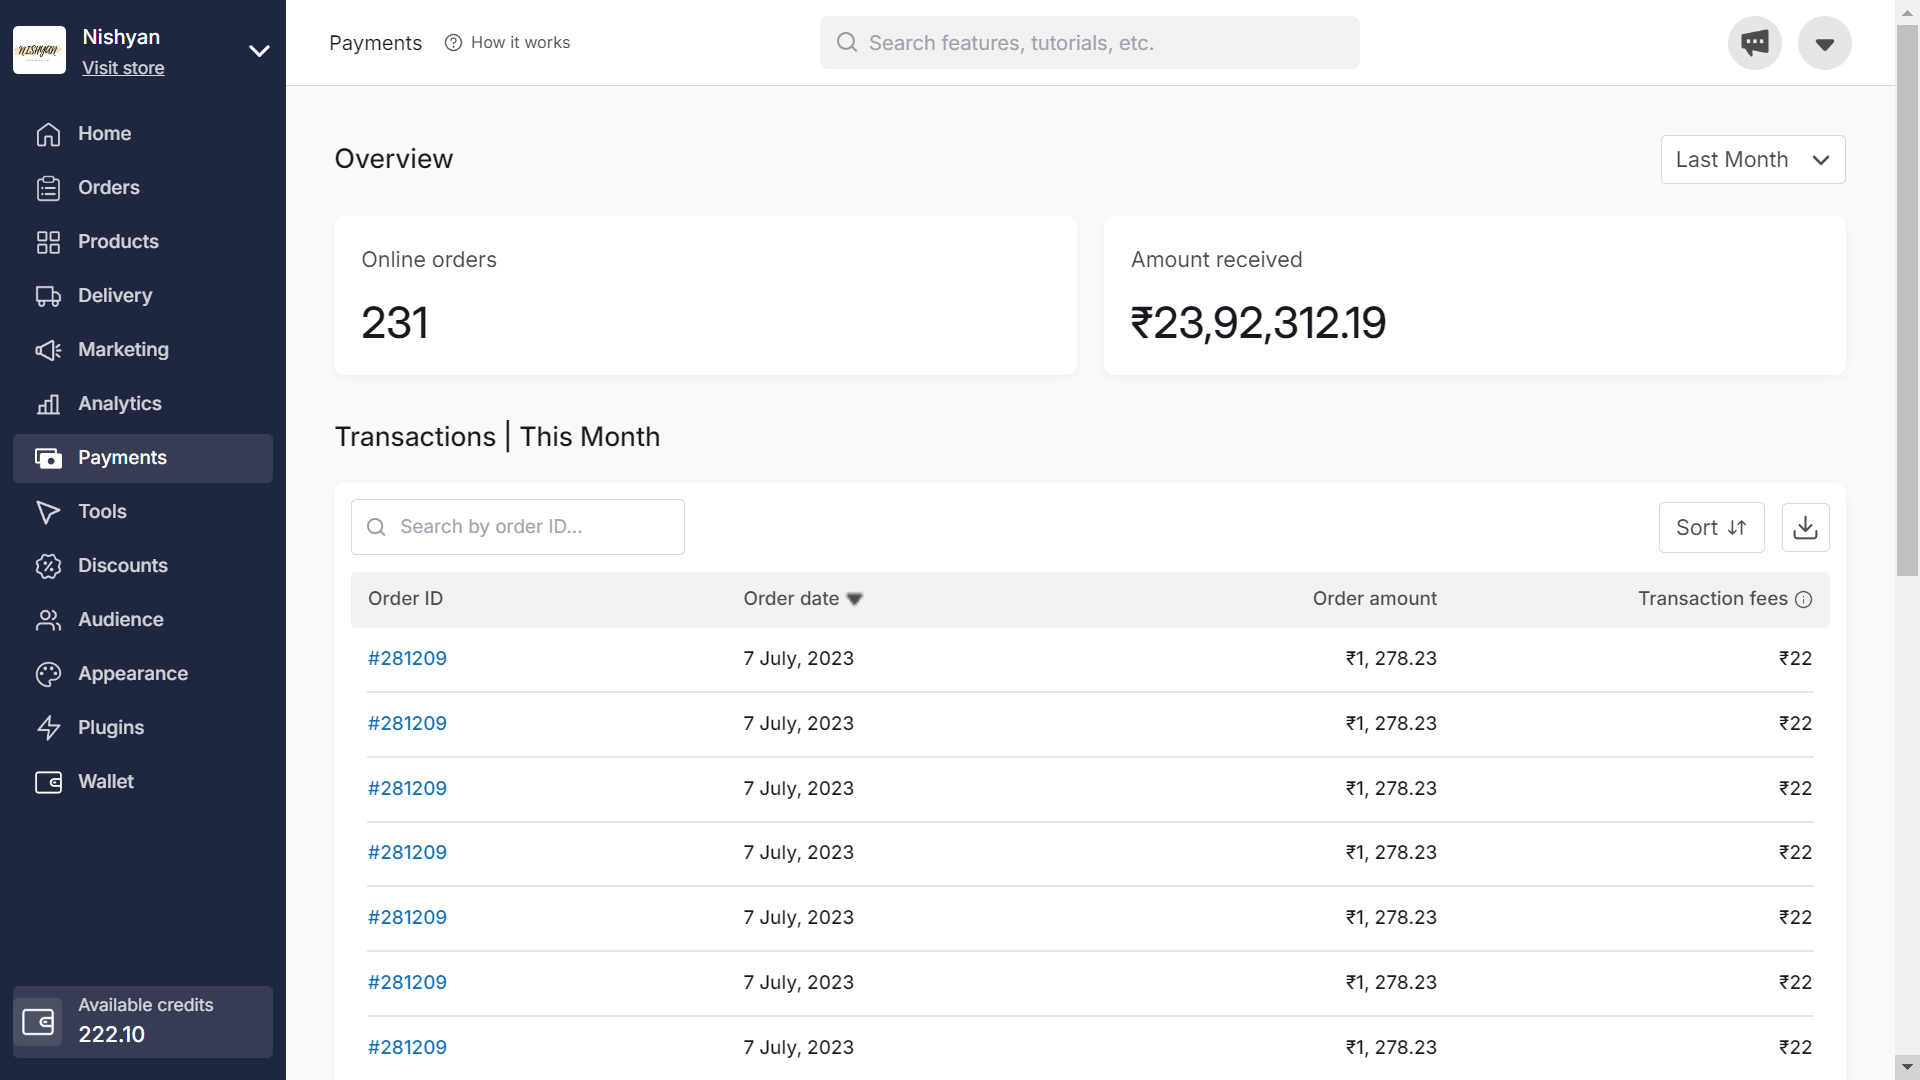 NISHYAN
Nishyan
Visit store
Home
Orders
Products
Delivery
Marketing
Analytics
Payments
Tools
Discounts
Audience
Appearance
Plugins
Wallet
Available credits
222.10
Payments
How it works
Search features, tutorials, etc.
Overview
Last Month
Online orders
231
Amount received
₹23,92,312.19
Transactions | This Month
Search by order ID...
Sort
Order ID Order date Order amount Transaction fees
#281209 7 July, 2023 ₹1, 278.23 ₹22
#281209 7 July, 2023 ₹1, 278.23 ₹22
#281209 7 July, 2023 ₹1, 278.23 ₹22
#281209 7 July, 2023 ₹1, 278.23 ₹22
#281209 7 July, 2023 ₹1, 278.23 ₹22
#281209 7 July, 2023 ₹1, 278.23 ₹22
#281209 7 July, 2023 ₹1, 278.23 ₹22